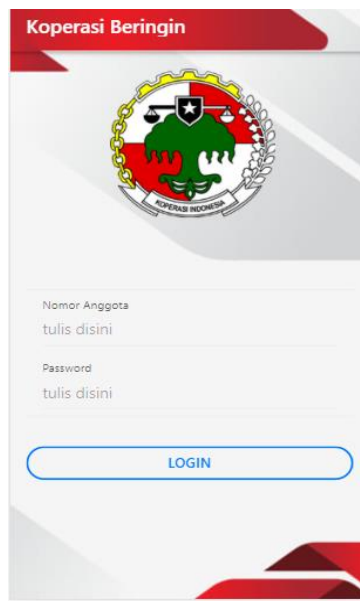 Koperasi Beringin
KOPERASI INDONESIA
Nomor Anggota
tulis disini
Password
tulis disini
LOGIN